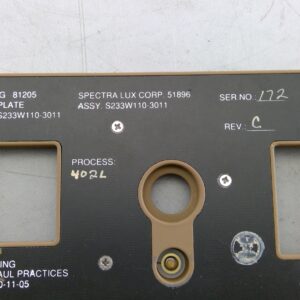 G 81205
PLATE
S233W110-3011
SPECTRA LUX CORP. 51896
ASSY. S233W110-3011
SER NO. 172
REV. C
PROCESS:
402L
NG
AUL PRACTICES
0-11-05